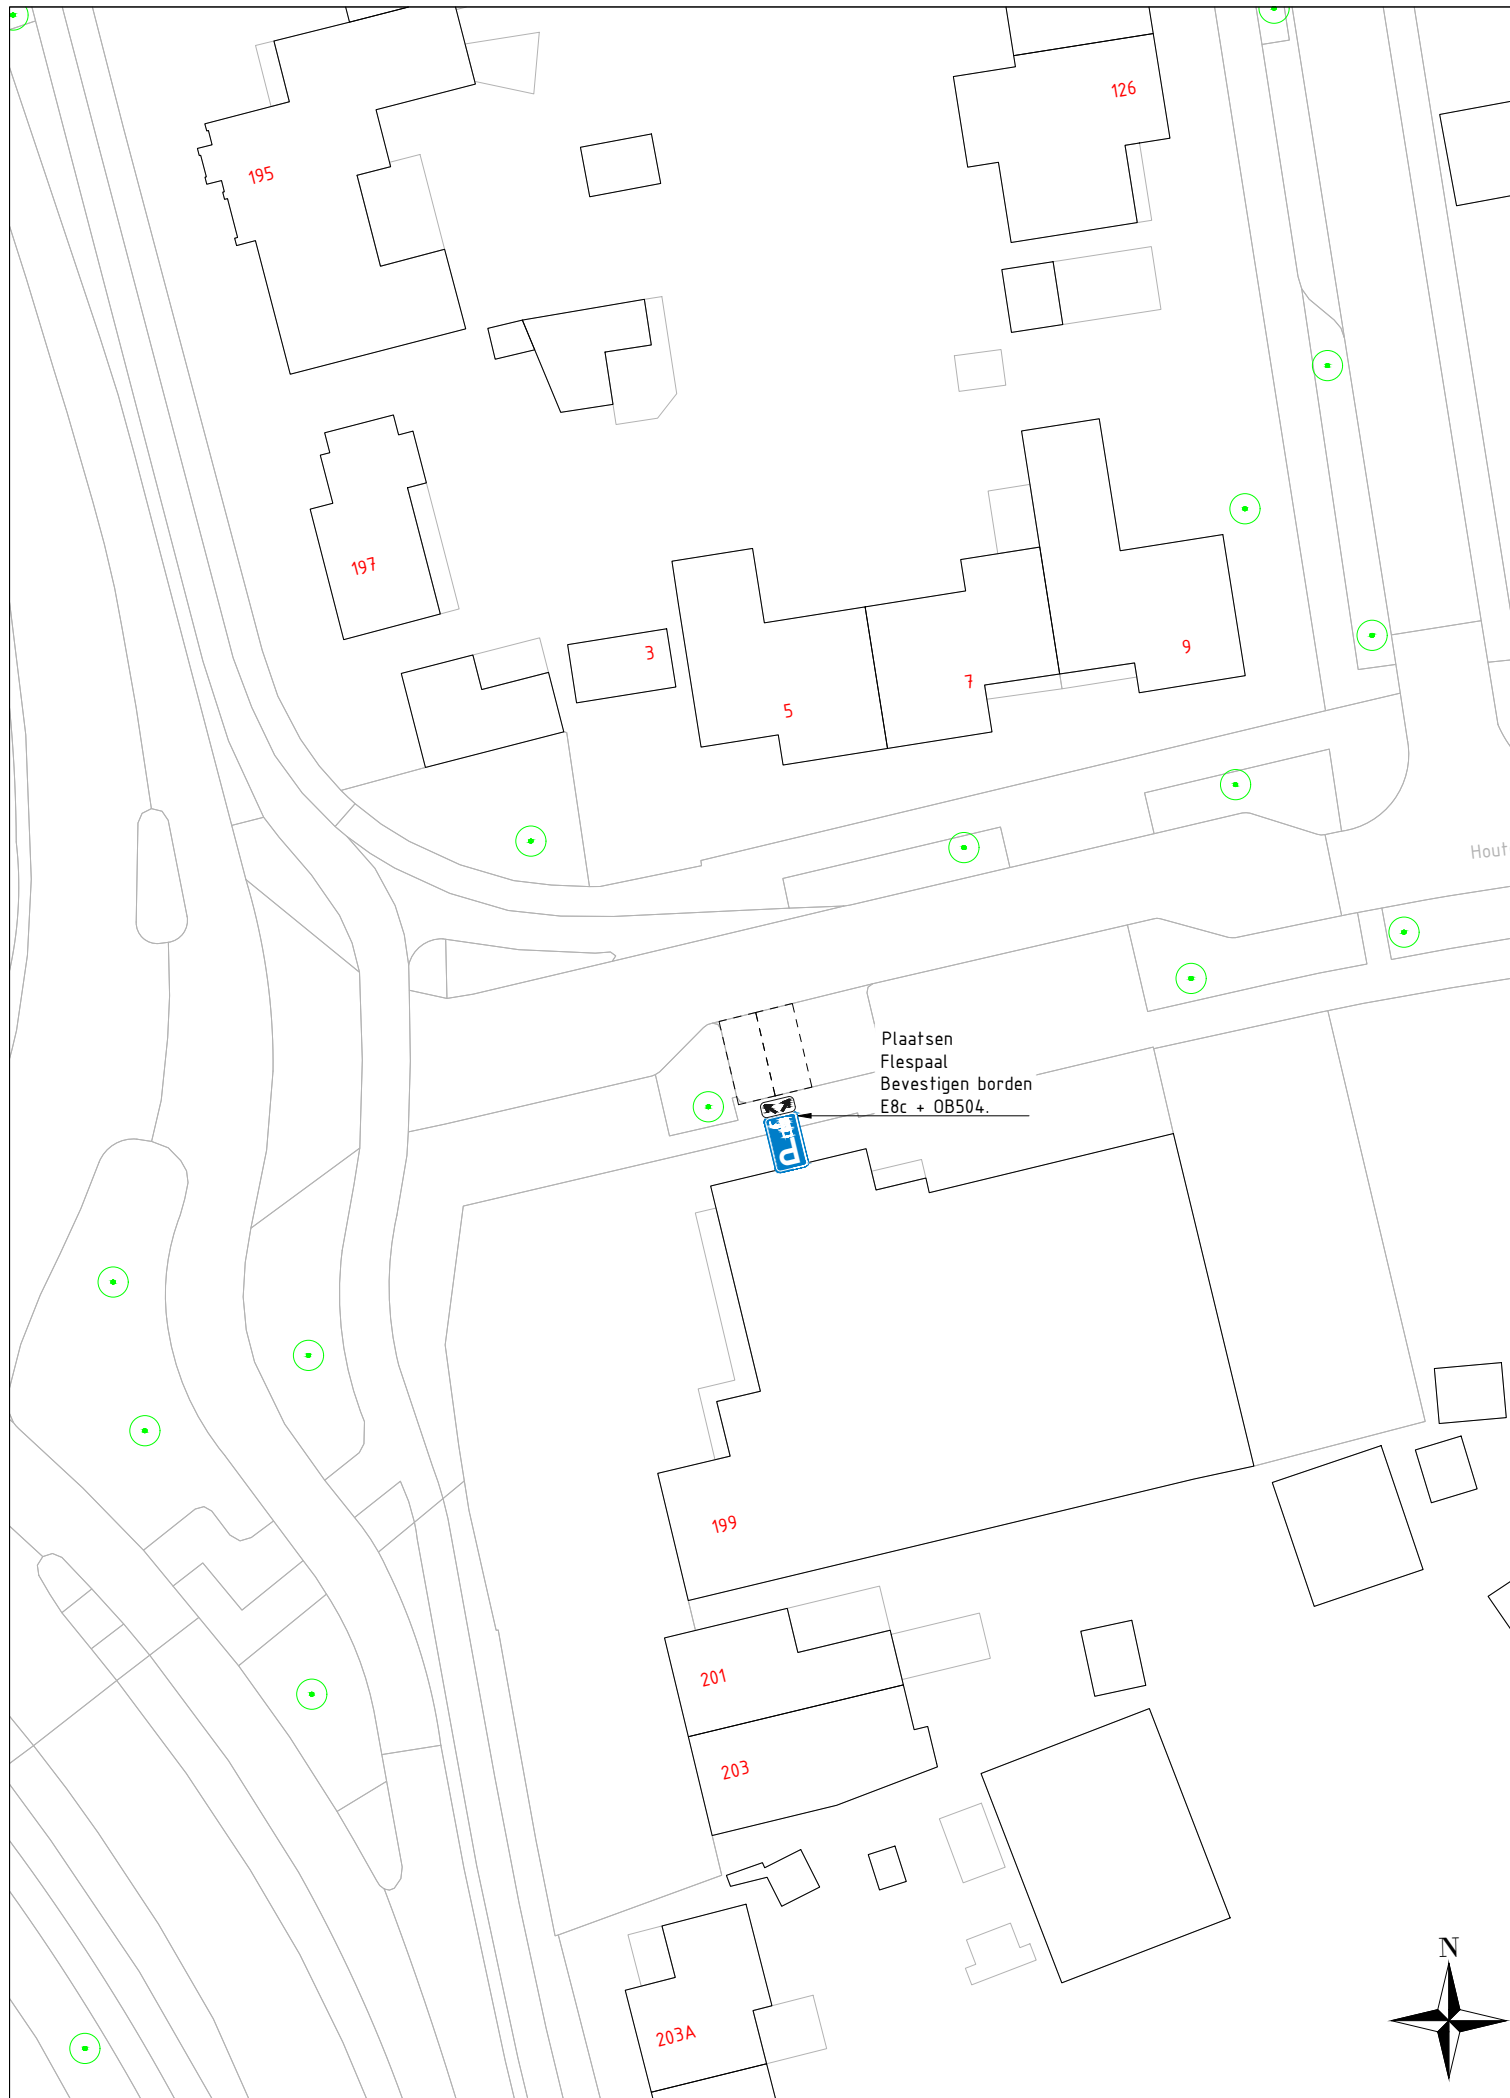 126
195
197
3
9
7
5
Hout
Plaatsen
Flespaal
Bevestigen borden
E8c + OB504.
P
199
201
203
N
203A